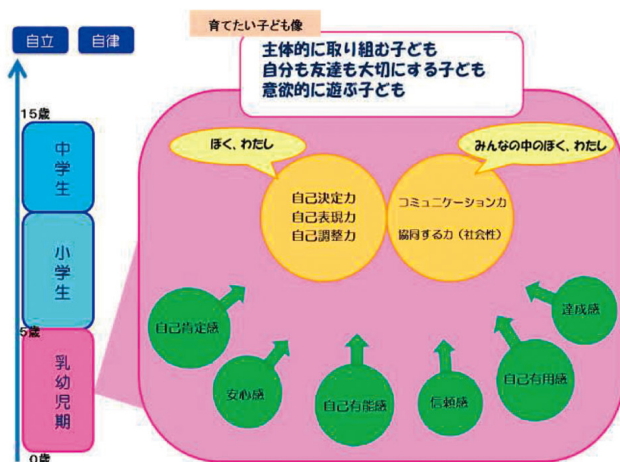 育てたい子ども像
自立
自律
主体的に取り組む子ども
自分も友達も大切にする子ども
意欲的に遊ぶ子ども
15歳
中学生
小学生
5歳
乳幼児期
0歳
ぼく、わたし
みんなの中のぼく、わたし
自己決定力
自己表現力
自己調整力
コミュニケーション力
協同する力（社会性）
自己肯定感
安心感
自己有能感
信頼感
自己有用感
達成感